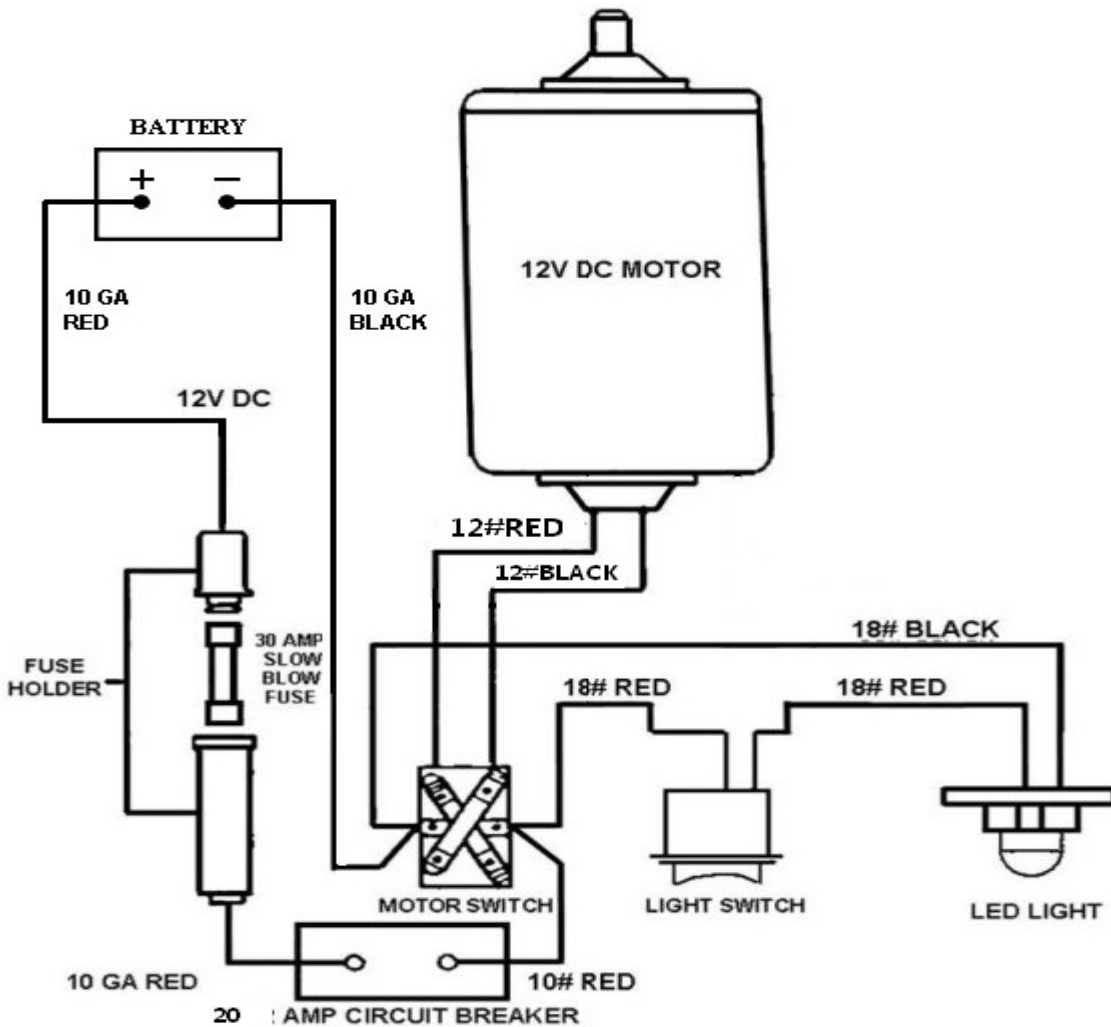 BATTERY
+ −
12V DC MOTOR
10 GA
RED
10 GA
BLACK
12V DC
12#RED
12#BLACK
30 AMP
SLOW
BLOW
FUSE
FUSE
HOLDER
18# BLACK
18# RED
18# RED
MOTOR SWITCH
LIGHT SWITCH
LED LIGHT
10 GA RED
10# RED
20 AMP CIRCUIT BREAKER